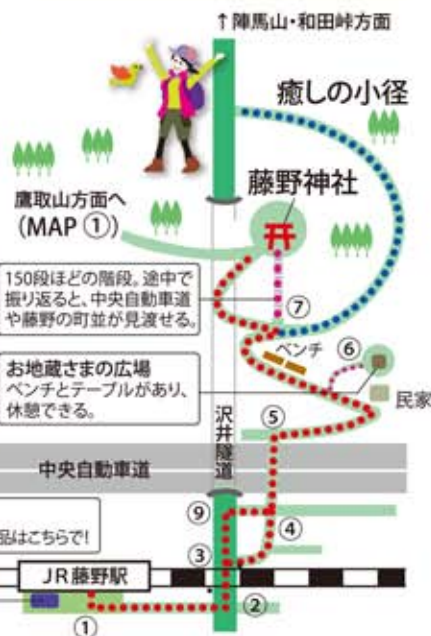 ↑陣馬山・和田峠方面
癒しの小径
藤野神社
鷹取山方面へ
(MAP ①)
150段ほどの階段。途中で
振り返ると、中央自動車道
や藤野の町並が見渡せる。
⑦
ベンチ
⑥
お地蔵さまの広場
ベンチとテーブルがあり、
休憩できる。
民家
沢井隧道
⑤
中央自動車道
⑨
④
品はこちらで!
③
JR藤野駅
②
①